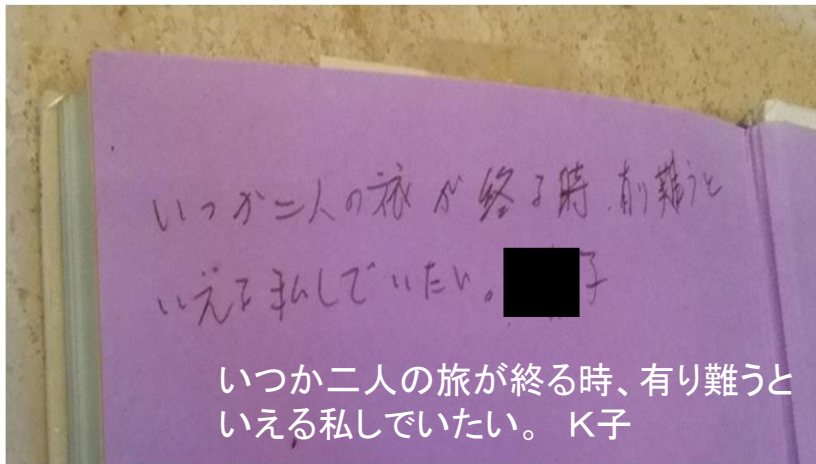 いつか二人の旅が終る時、有り難うと
いえる私しでいたい。 子
いつか二人の旅が終る時、有り難うと
いえる私しでいたい。 K子